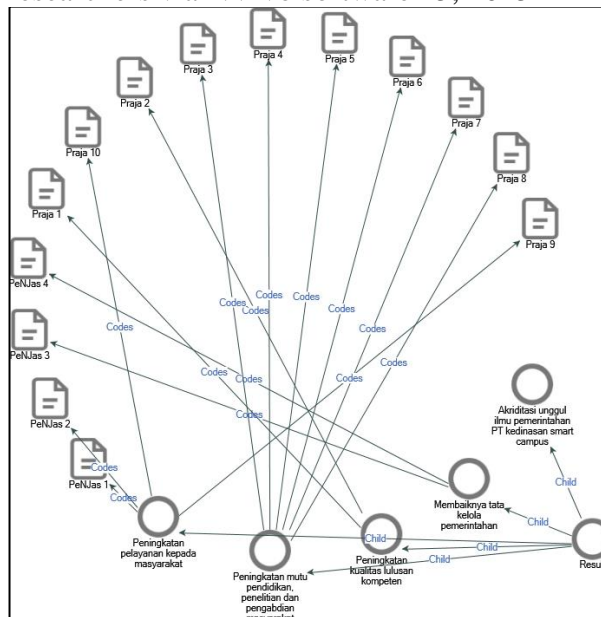 Praja 4
Praja 3
Praja 5
Praja 2
Praja 6
Praja 10
Praja 7
Praja 1
Praja 8
Praja 9
PeNJas 4
PeNJas 3
PeNJas 2
PeNJas 1
Codes
Codes
Codes
Codes
Codes
Codes
Codes
Codes
Codes
Codes
Codes
Codes
Akriditasi unggul
ilmu pemerintahan
PT kedinasan smart
campus
Child
Membaiknya tata
kelola
pemerintahan
Child
Peningkatan
pelayanan kepada
masyarakat
Child
Child
Child
Peningkatan
kualitas lulusan
kompeten
Peningkatan mutu
pendidikan,
penelitian dan
pengabdian
Resu